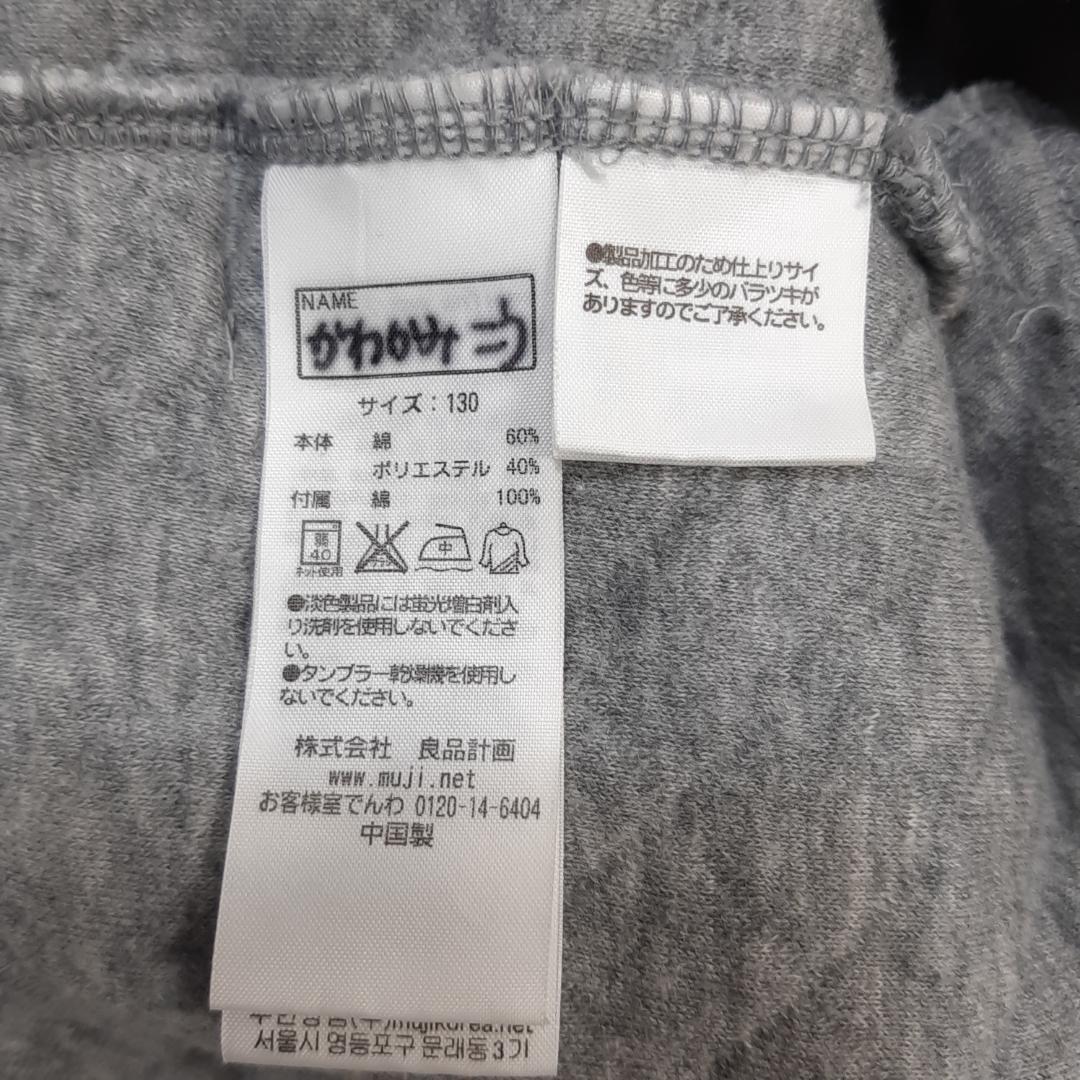 NAME
かわかみ
サイズ：130
本体 綿 60%
ポリエステル 40%
付属 綿 100%
弱
40
ネット使用
中
●淡色製品には蛍光増白剤入
り洗剤を使用しないでくださ
い。
●タンブラー乾燥機を使用し
ないでください。
株式会社 良品計画
www.muji.net
お客様室でんわ 0120-14-6404
中国製
서울시 영등포구 문래동3가
●製品加工のため仕上りサイ
ズ、色等に多少のバラツキが
ありますのでご了承ください。